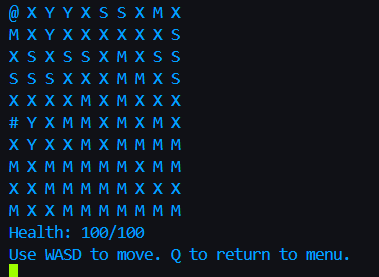 @ X Y Y X S S X M X
M X Y X X X X X X S
X S X S S X M X S S
S S S X X X M M X S
X X X X M X M X X X
# Y X M M X M X M X
X Y X X M X M M M M
M X M M M M M X M M
X X M M M M M X X X
M X X M M M M M M M
Health: 100/100
Use WASD to move. Q to return to menu.